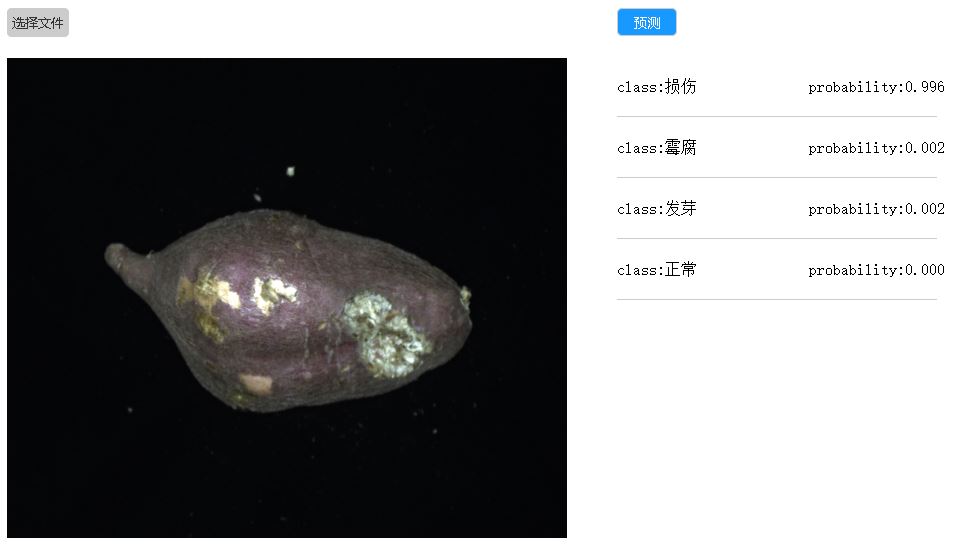 选择文件
预测
class:损伤 probability:0.996
class:霉腐 probability:0.002
class:发芽 probability:0.002
class:正常 probability:0.000